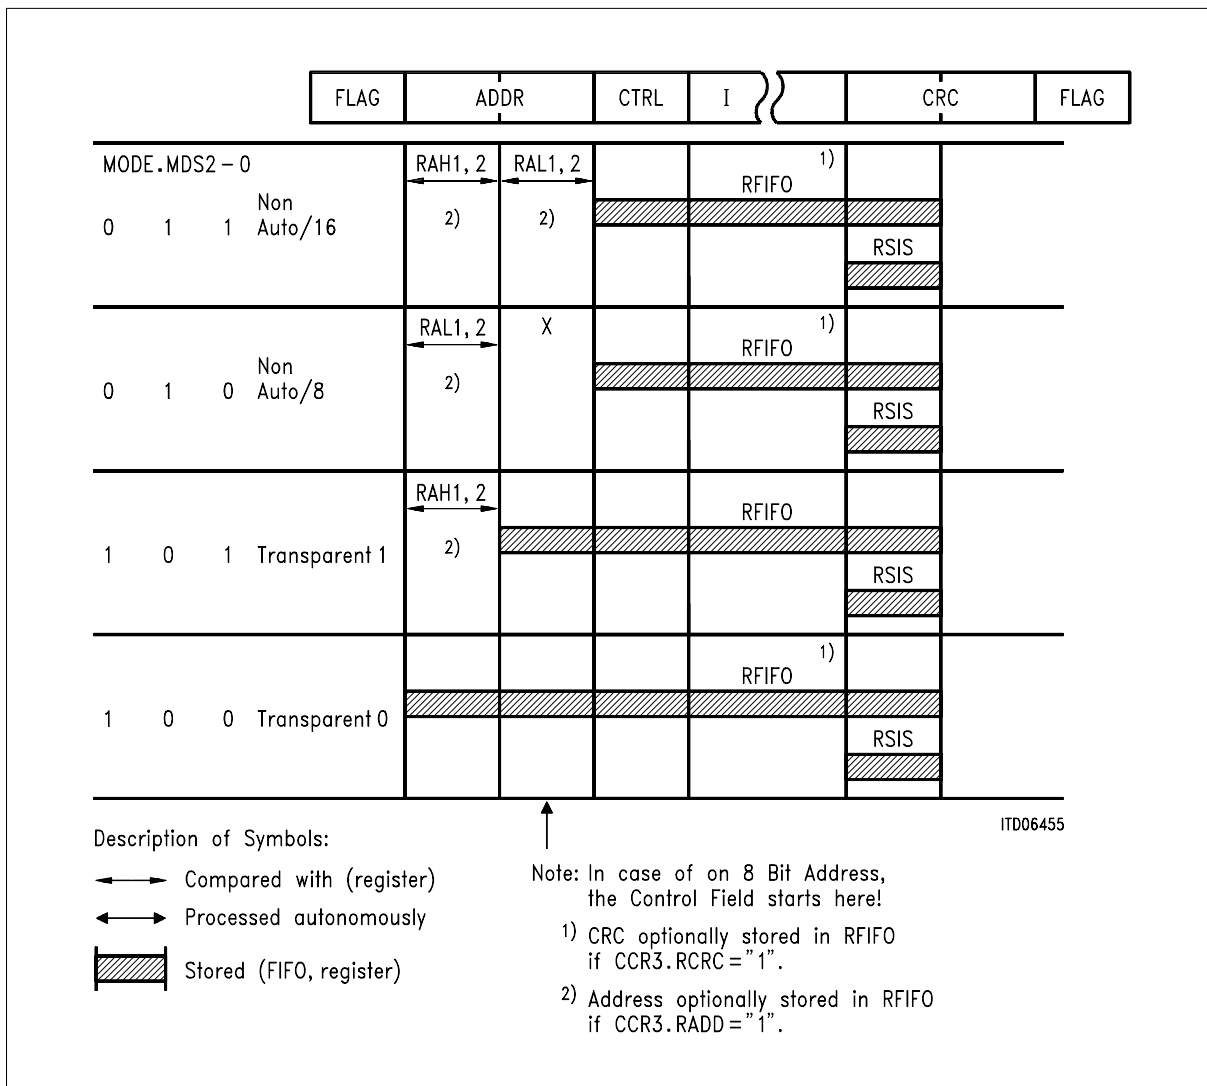 FLAG ADDR CTRL I CRC FLAG
MODE.MDS2-0 RAH1, 2 RAL1, 2 1)
RFIFO
0 1 1 Non Auto/16 2) 2)
RSIS
RAL1, 2 X 1)
RFIFO
0 1 0 Non Auto/8 2)
RSIS
RAH1, 2
RFIFO
1 0 1 Transparent 1 2)
RSIS
1)
RFIFO
1 0 0 Transparent 0
RSIS
ITD06455
Description of Symbols:
Compared with (register)
Processed autonomously
Stored (FIFO, register)
Note: In case of on 8 Bit Address,
the Control Field starts here!
1) CRC optionally stored in RFIFO
if CCR3.RCRC="1".
2) Address optionally stored in RFIFO
if CCR3.RADD="1".